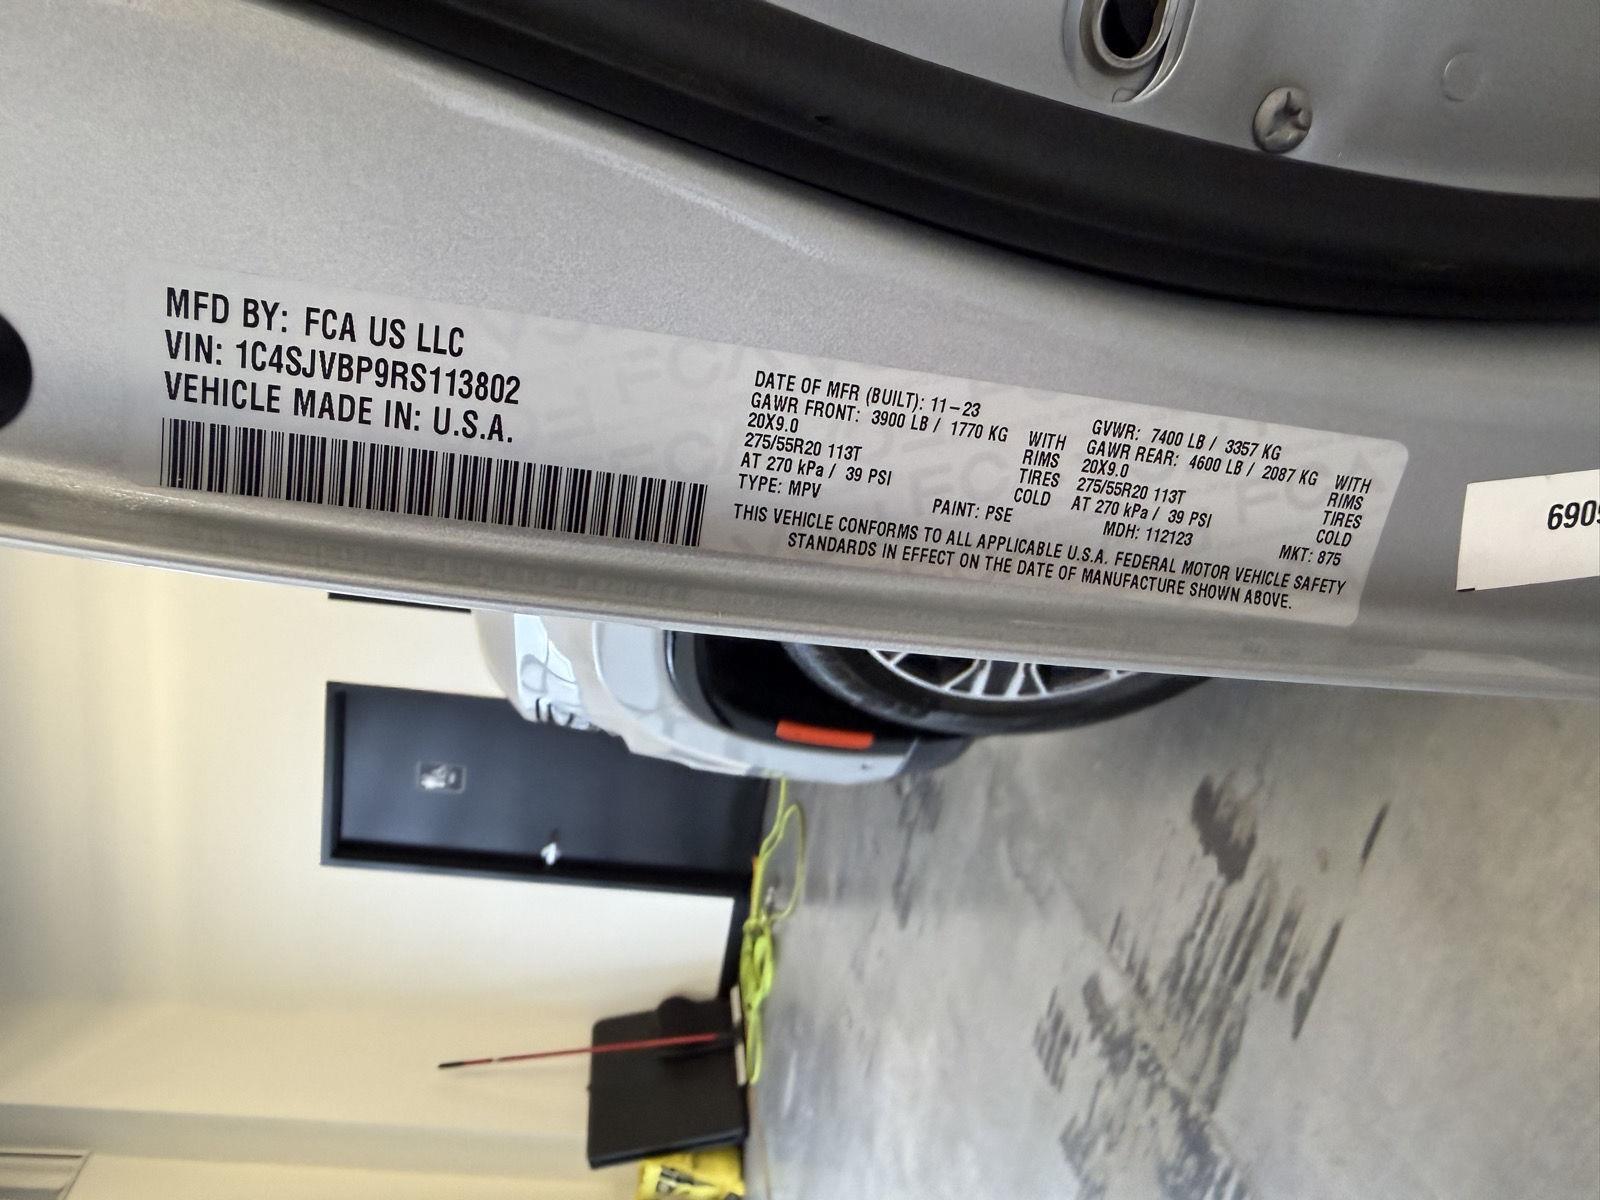 MFD BY: FCA US LLC
VIN: 1C4SJVBP9RS113802
VEHICLE MADE IN: U.S.A.
DATE OF MFR (BUILT): 11-23
GVWR: 7400 LB / 3357 KG
GAWR FRONT: 3900 LB / 1770 KG WITH
20X9.0 RIMS
275/55R20 113T TIRES
AT 270 kPa / 39 PSI COLD
GAWR REAR: 4600 LB / 2087 KG WITH
20X9.0 RIMS
275/55R20 113T TIRES
AT 270 kPa / 39 PSI COLD
TYPE: MPV PAINT: PSE MDH: 112123 MKT: 875
THIS VEHICLE CONFORMS TO ALL APPLICABLE U.S.A. FEDERAL MOTOR VEHICLE SAFETY
STANDARDS IN EFFECT ON THE DATE OF MANUFACTURE SHOWN ABOVE.